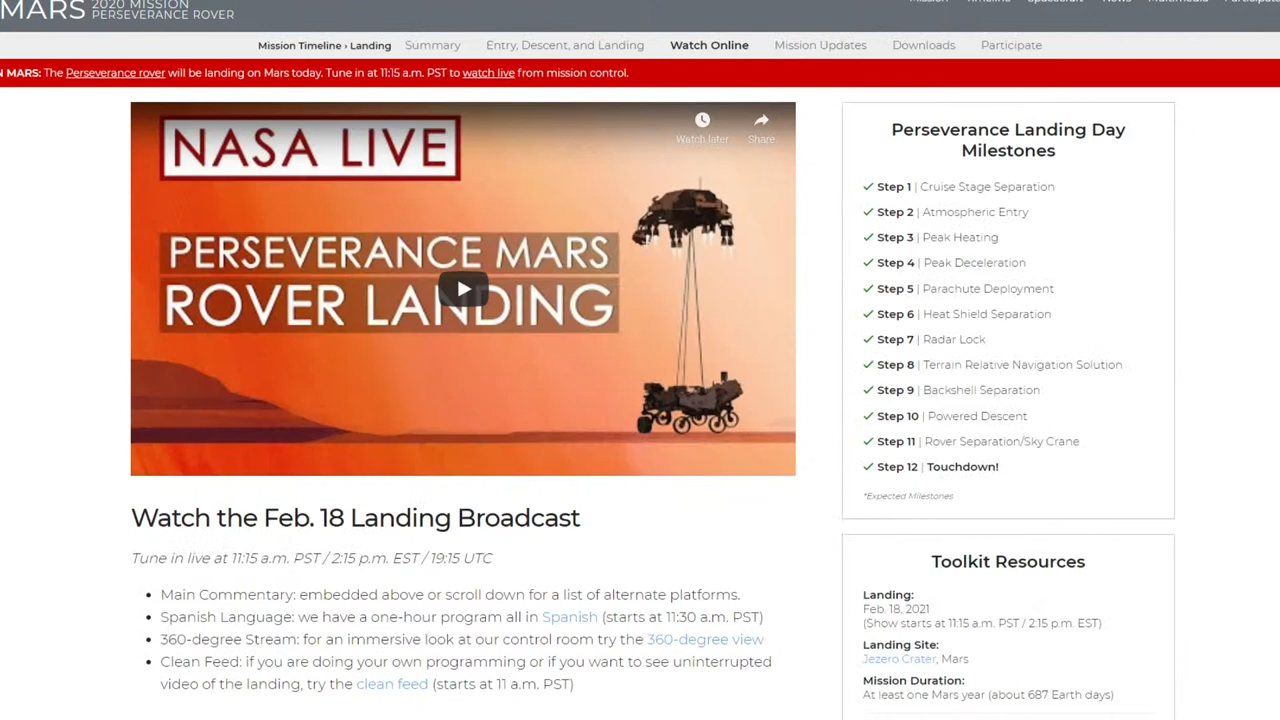 MARS 2020 MISSION
PERSEVERANCE ROVER
Mission Timeline › Landing Summary Entry, Descent, and Landing Watch Online Mission Updates Downloads Participate
MARS: The Perseverance rover will be landing on Mars today. Tune in at 11:15 a.m. PST to watch live from mission control.
NASA LIVE
Watch later
Share
PERSEVERANCE MARS
ROVER LANDING
Watch the Feb. 18 Landing Broadcast
Tune in live at 11:15 a.m. PST / 2:15 p.m. EST / 19:15 UTC
• Main Commentary: embedded above or scroll down for a list of alternate platforms.
• Spanish Language: we have a one-hour program all in Spanish (starts at 11:30 a.m. PST)
• 360-degree Stream: for an immersive look at our control room try the 360-degree view
• Clean Feed: if you are doing your own programming or if you want to see uninterrupted
video of the landing, try the clean feed (starts at 11 a.m. PST)
Perseverance Landing Day
Milestones
Step 1 | Cruise Stage Separation
Step 2 | Atmospheric Entry
Step 3 | Peak Heating
Step 4 | Peak Deceleration
Step 5 | Parachute Deployment
Step 6 | Heat Shield Separation
Step 7 | Radar Lock
Step 8 | Terrain Relative Navigation Solution
Step 9 | Backshell Separation
Step 10 | Powered Descent
Step 11 | Rover Separation/Sky Crane
Step 12 | Touchdown!
*Expected Milestones
Toolkit Resources
Landing:
Feb. 18, 2021
(Show starts at 11:15 a.m. PST / 2:15 p.m. EST)
Landing Site:
Jezero Crater, Mars
Mission Duration:
At least one Mars year (about 687 Earth days)